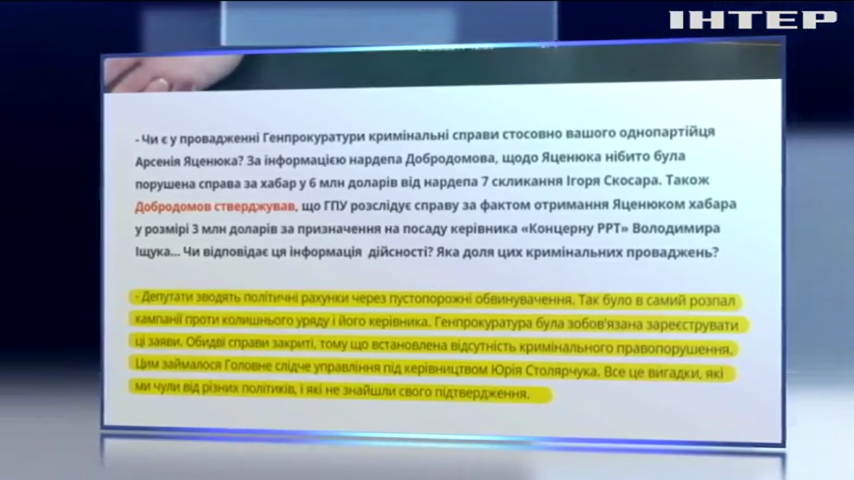 ІНТЕР
- Чи є у провадженні Генпрокуратури кримінальні справи стосовно вашого однопартійця
Арсенія Яценюка? За інформацією нардепа Добродомова, щодо Яценюка нібито була
порушена справа за хабар у 6 млн доларів від нардепа 7 скликання Ігоря Скосара. Також
Добродомов стверджував, що ГПУ розслідує справу за фактом отримання Яценюком хабара
у розмірі 3 млн доларів за призначення на посаду керівника «Концерну РРТ» Володимира
Іщука... Чи відповідає ця інформація дійсності? Яка доля цих кримінальних проваджень?
- Депутати зводять політичні рахунки через пустопорожні обвинувачення. Так було в самий розпал
кампанії проти колишнього уряду і його керівника. Генпрокуратура була зобов'язана зареєструвати
ці заяви. Обидві справи закриті, тому що встановлена відсутність кримінального правопорушення.
Цим займалося Головне слідче управління під керівництвом Юрія Столярчука. Все це вигадки, які
ми чули від різних політиків, і які не знайшли свого підтвердження.